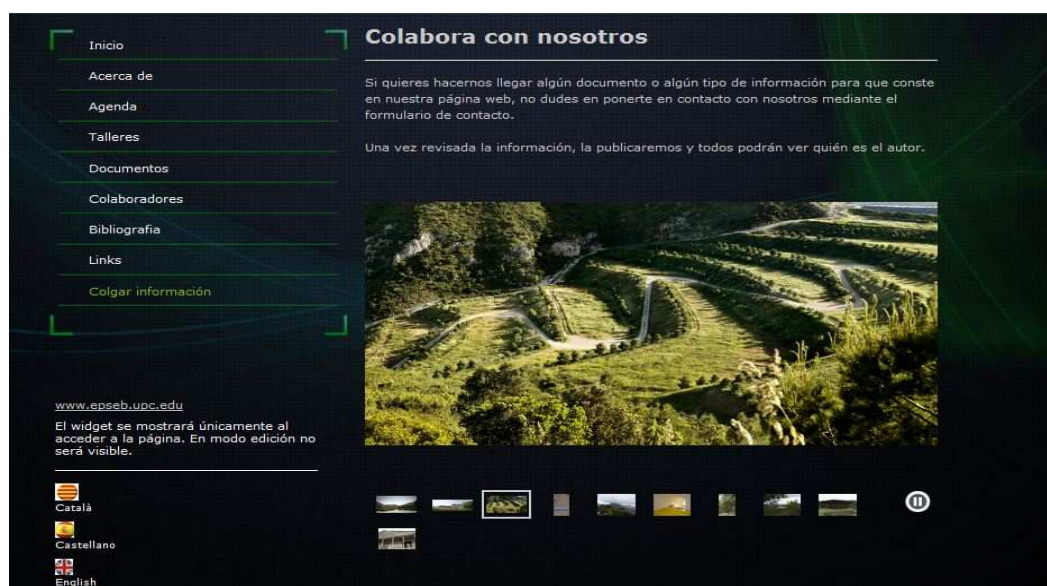 Inicio
Acerca de
Agenda
Talleres
Documentos
Colaboradores
Bibliografia
Links
Colgar información
www.epseb.upc.edu
El widget se mostrará únicamente al
acceder a la página. En modo edición no
será visible.
Català
Castellano
English
Colabora con nosotros
Si quieres hacernos llegar algún documento o algún tipo de información para que conste
en nuestra página web, no dudes en ponerte en contacto con nosotros mediante el
formulario de contacto.
Una vez revisada la información, la publicaremos y todos podrán ver quién es el autor.